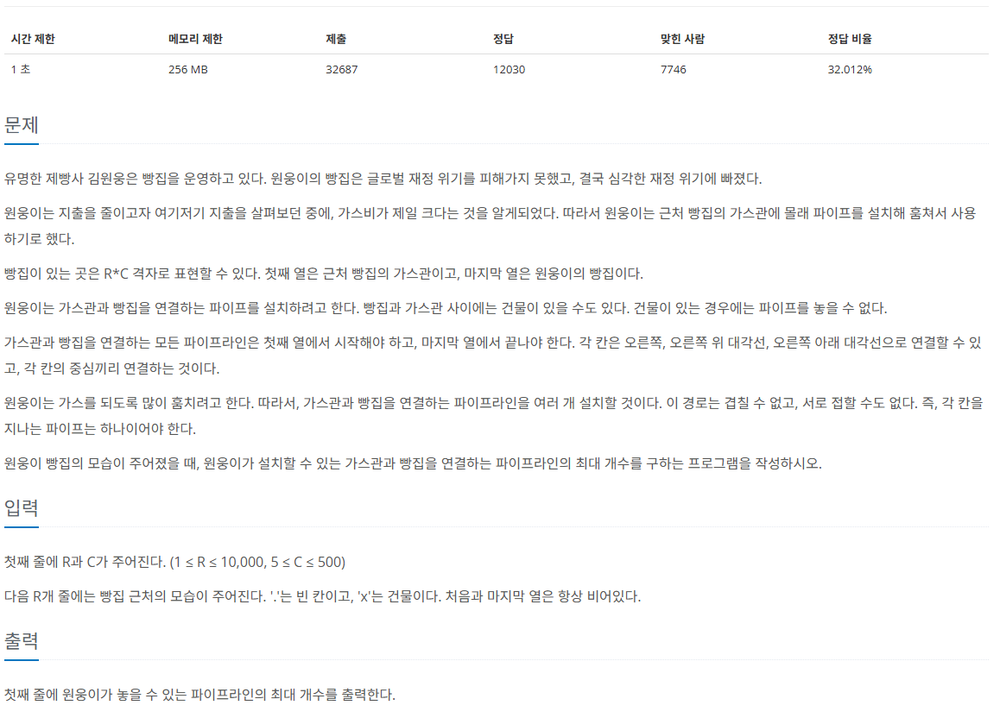 시간 제한 메모리 제한 제출 정답 맞힌 사람 정답 비율
1 초 256 MB 32687 12030 7746 32.012%
문제
유명한 제빵사 김원웅은 빵집을 운영하고 있다. 원웅이의 빵집은 글로벌 재정 위기를 피해가지 못했고, 결국 심각한 재정 위기에 빠졌다.
원웅이는 지출을 줄이고자 여기저기 지출을 살펴보던 중에, 가스비가 제일 크다는 것을 알게되었다. 따라서 원웅이는 근처 빵집의 가스관에 몰래 파이프를 설치해 훔쳐서 사용
하기로 했다.
빵집이 있는 곳은 R*C 격자로 표현할 수 있다. 첫째 열은 근처 빵집의 가스관이고, 마지막 열은 원웅이의 빵집이다.
원웅이는 가스관과 빵집을 연결하는 파이프를 설치하려고 한다. 빵집과 가스관 사이에는 건물이 있을 수도 있다. 건물이 있는 경우에는 파이프를 놓을 수 없다.
가스관과 빵집을 연결하는 모든 파이프라인은 첫째 열에서 시작해야 하고, 마지막 열에서 끝나야 한다. 각 칸은 오른쪽, 오른쪽 위 대각선, 오른쪽 아래 대각선으로 연결할 수 있
고, 각 칸의 중심끼리 연결하는 것이다.
원웅이는 가스를 되도록 많이 훔치려고 한다. 따라서, 가스관과 빵집을 연결하는 파이프라인을 여러 개 설치할 것이다. 이 경로는 겹칠 수 없고, 서로 접할 수도 없다. 즉, 각 칸을
지나는 파이프는 하나이어야 한다.
원웅이 빵집의 모습이 주어졌을 때, 원웅이가 설치할 수 있는 가스관과 빵집을 연결하는 파이프라인의 최대 개수를 구하는 프로그램을 작성하시오.
입력
첫째 줄에 R과 C가 주어진다. (1 ≤ R ≤ 10,000, 5 ≤ C ≤ 500)
다음 R개 줄에는 빵집 근처의 모습이 주어진다. '.'는 빈 칸이고, 'x'는 건물이다. 처음과 마지막 열은 항상 비어있다.
출력
첫째 줄에 원웅이가 놓을 수 있는 파이프라인의 최대 개수를 출력한다.